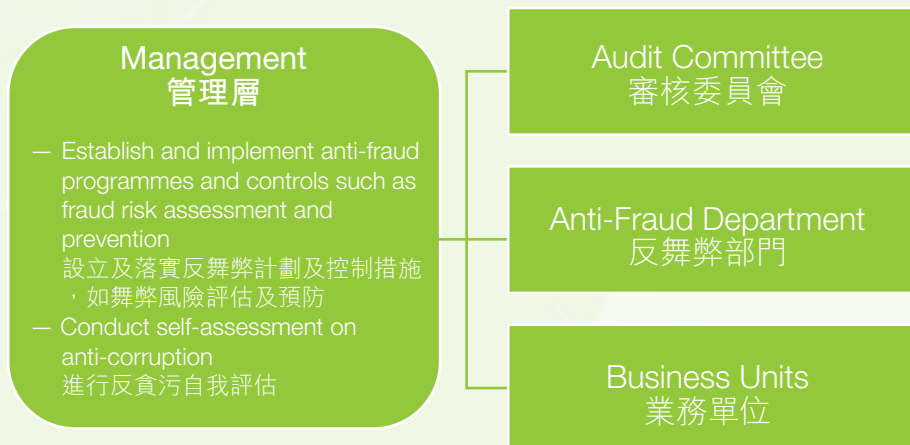 Management
管理層
— Establish and implement anti-fraud
programmes and controls such as
fraud risk assessment and
prevention
設立及落實反舞弊計劃及控制措施
，如舞弊風險評估及預防
— Conduct self-assessment on
anti-corruption
進行反貪污自我評估
Audit Committee
審核委員會
Anti-Fraud Department
反舞弊部門
Business Units
業務單位